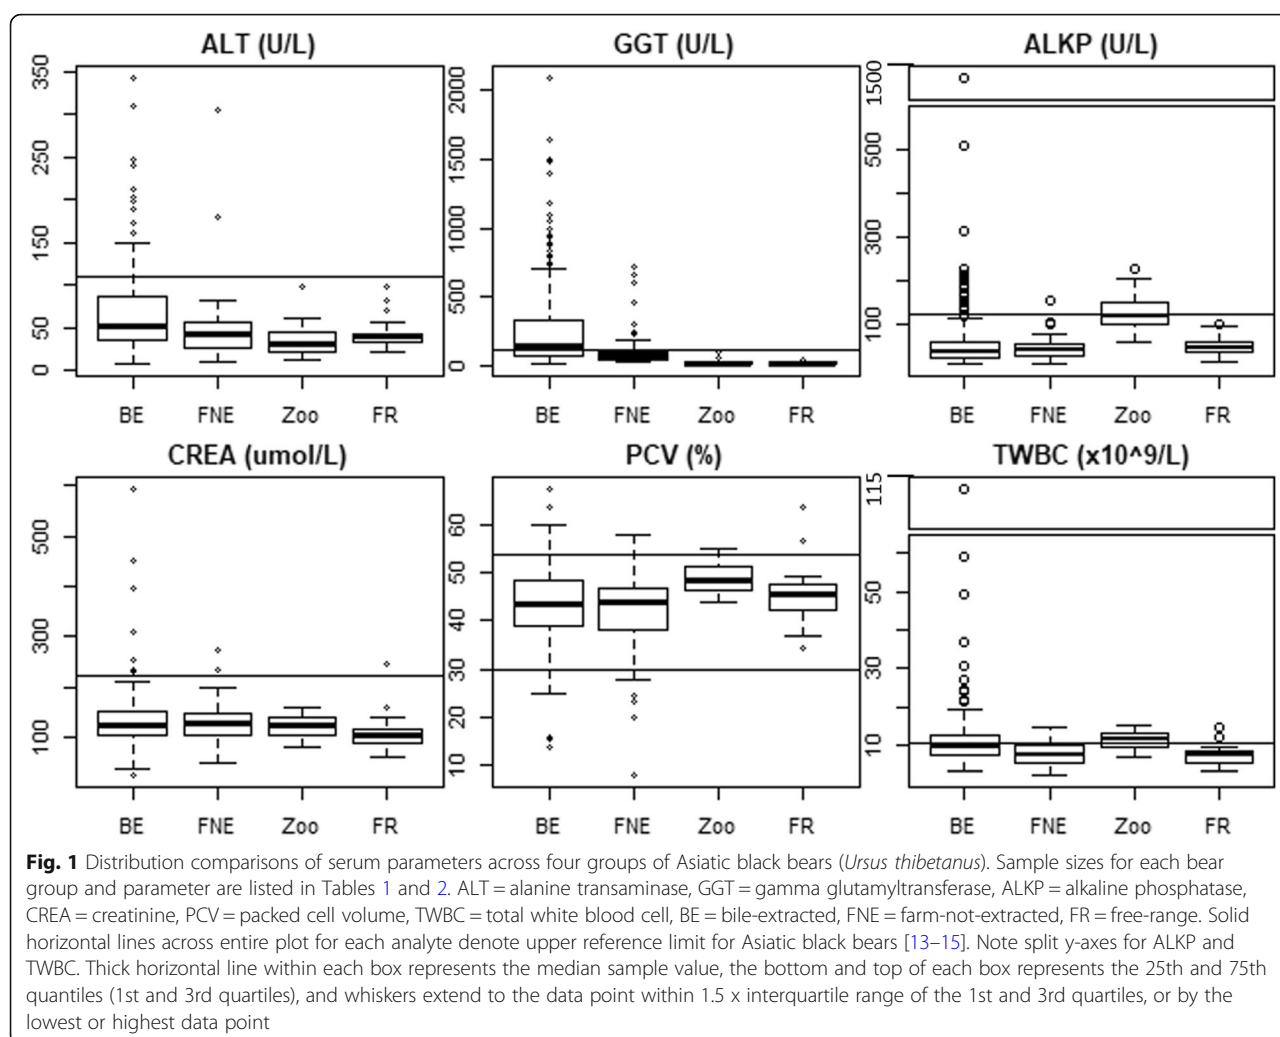 ALT (U/L)
350
250
150
50
0
BE FNE Zoo FR
GGT (U/L)
2000
1500
1000
500
0
BE FNE Zoo FR
ALKP (U/L)
1500
500
300
100
BE FNE Zoo FR
CREA (umol/L)
500
300
100
BE FNE Zoo FR
PCV (%)
60
50
40
30
20
10
BE FNE Zoo FR
TWBC (x10^9/L)
115
50
30
10
BE FNE Zoo FR
Fig. 1 Distribution comparisons of serum parameters across four groups of Asiatic black bears (Ursus thibetanus). Sample sizes for each bear
group and parameter are listed in Tables 1 and 2. ALT = alanine transaminase, GGT = gamma glutamyltransferase, ALKP = alkaline phosphatase,
CREA = creatinine, PCV = packed cell volume, TWBC = total white blood cell, BE = bile-extracted, FNE = farm-not-extracted, FR = free-range. Solid
horizontal lines across entire plot for each analyte denote upper reference limit for Asiatic black bears [13–15]. Note split y-axes for ALKP and
TWBC. Thick horizontal line within each box represents the median sample value, the bottom and top of each box represents the 25th and 75th
quantiles (1st and 3rd quartiles), and whiskers extend to the data point within 1.5 x interquartile range of the 1st and 3rd quartiles, or by the
lowest or highest data point